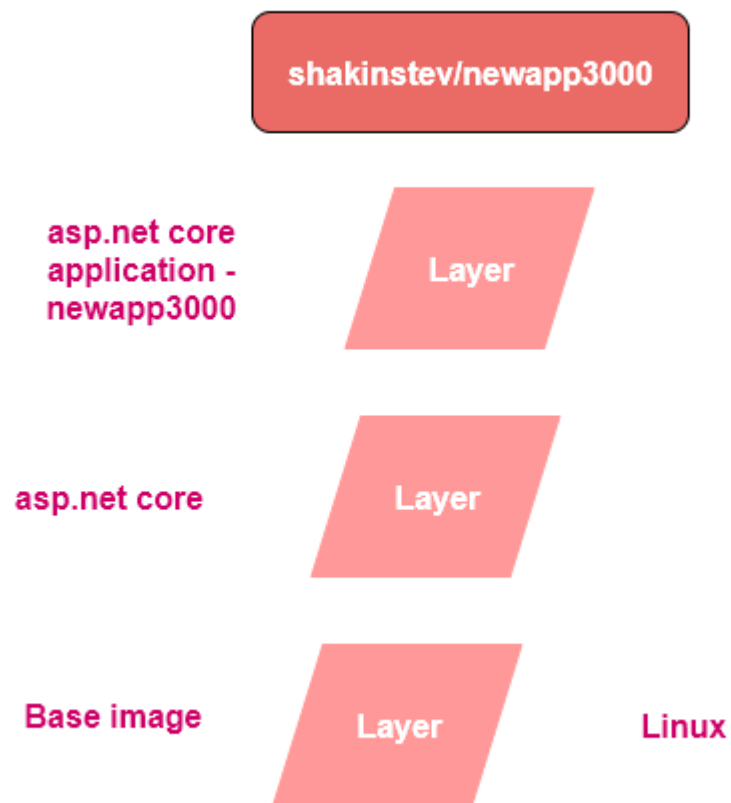 shakinstev/newapp3000
asp.net core
application -
newapp3000
Layer
asp.net core
Layer
Base image
Layer
Linux